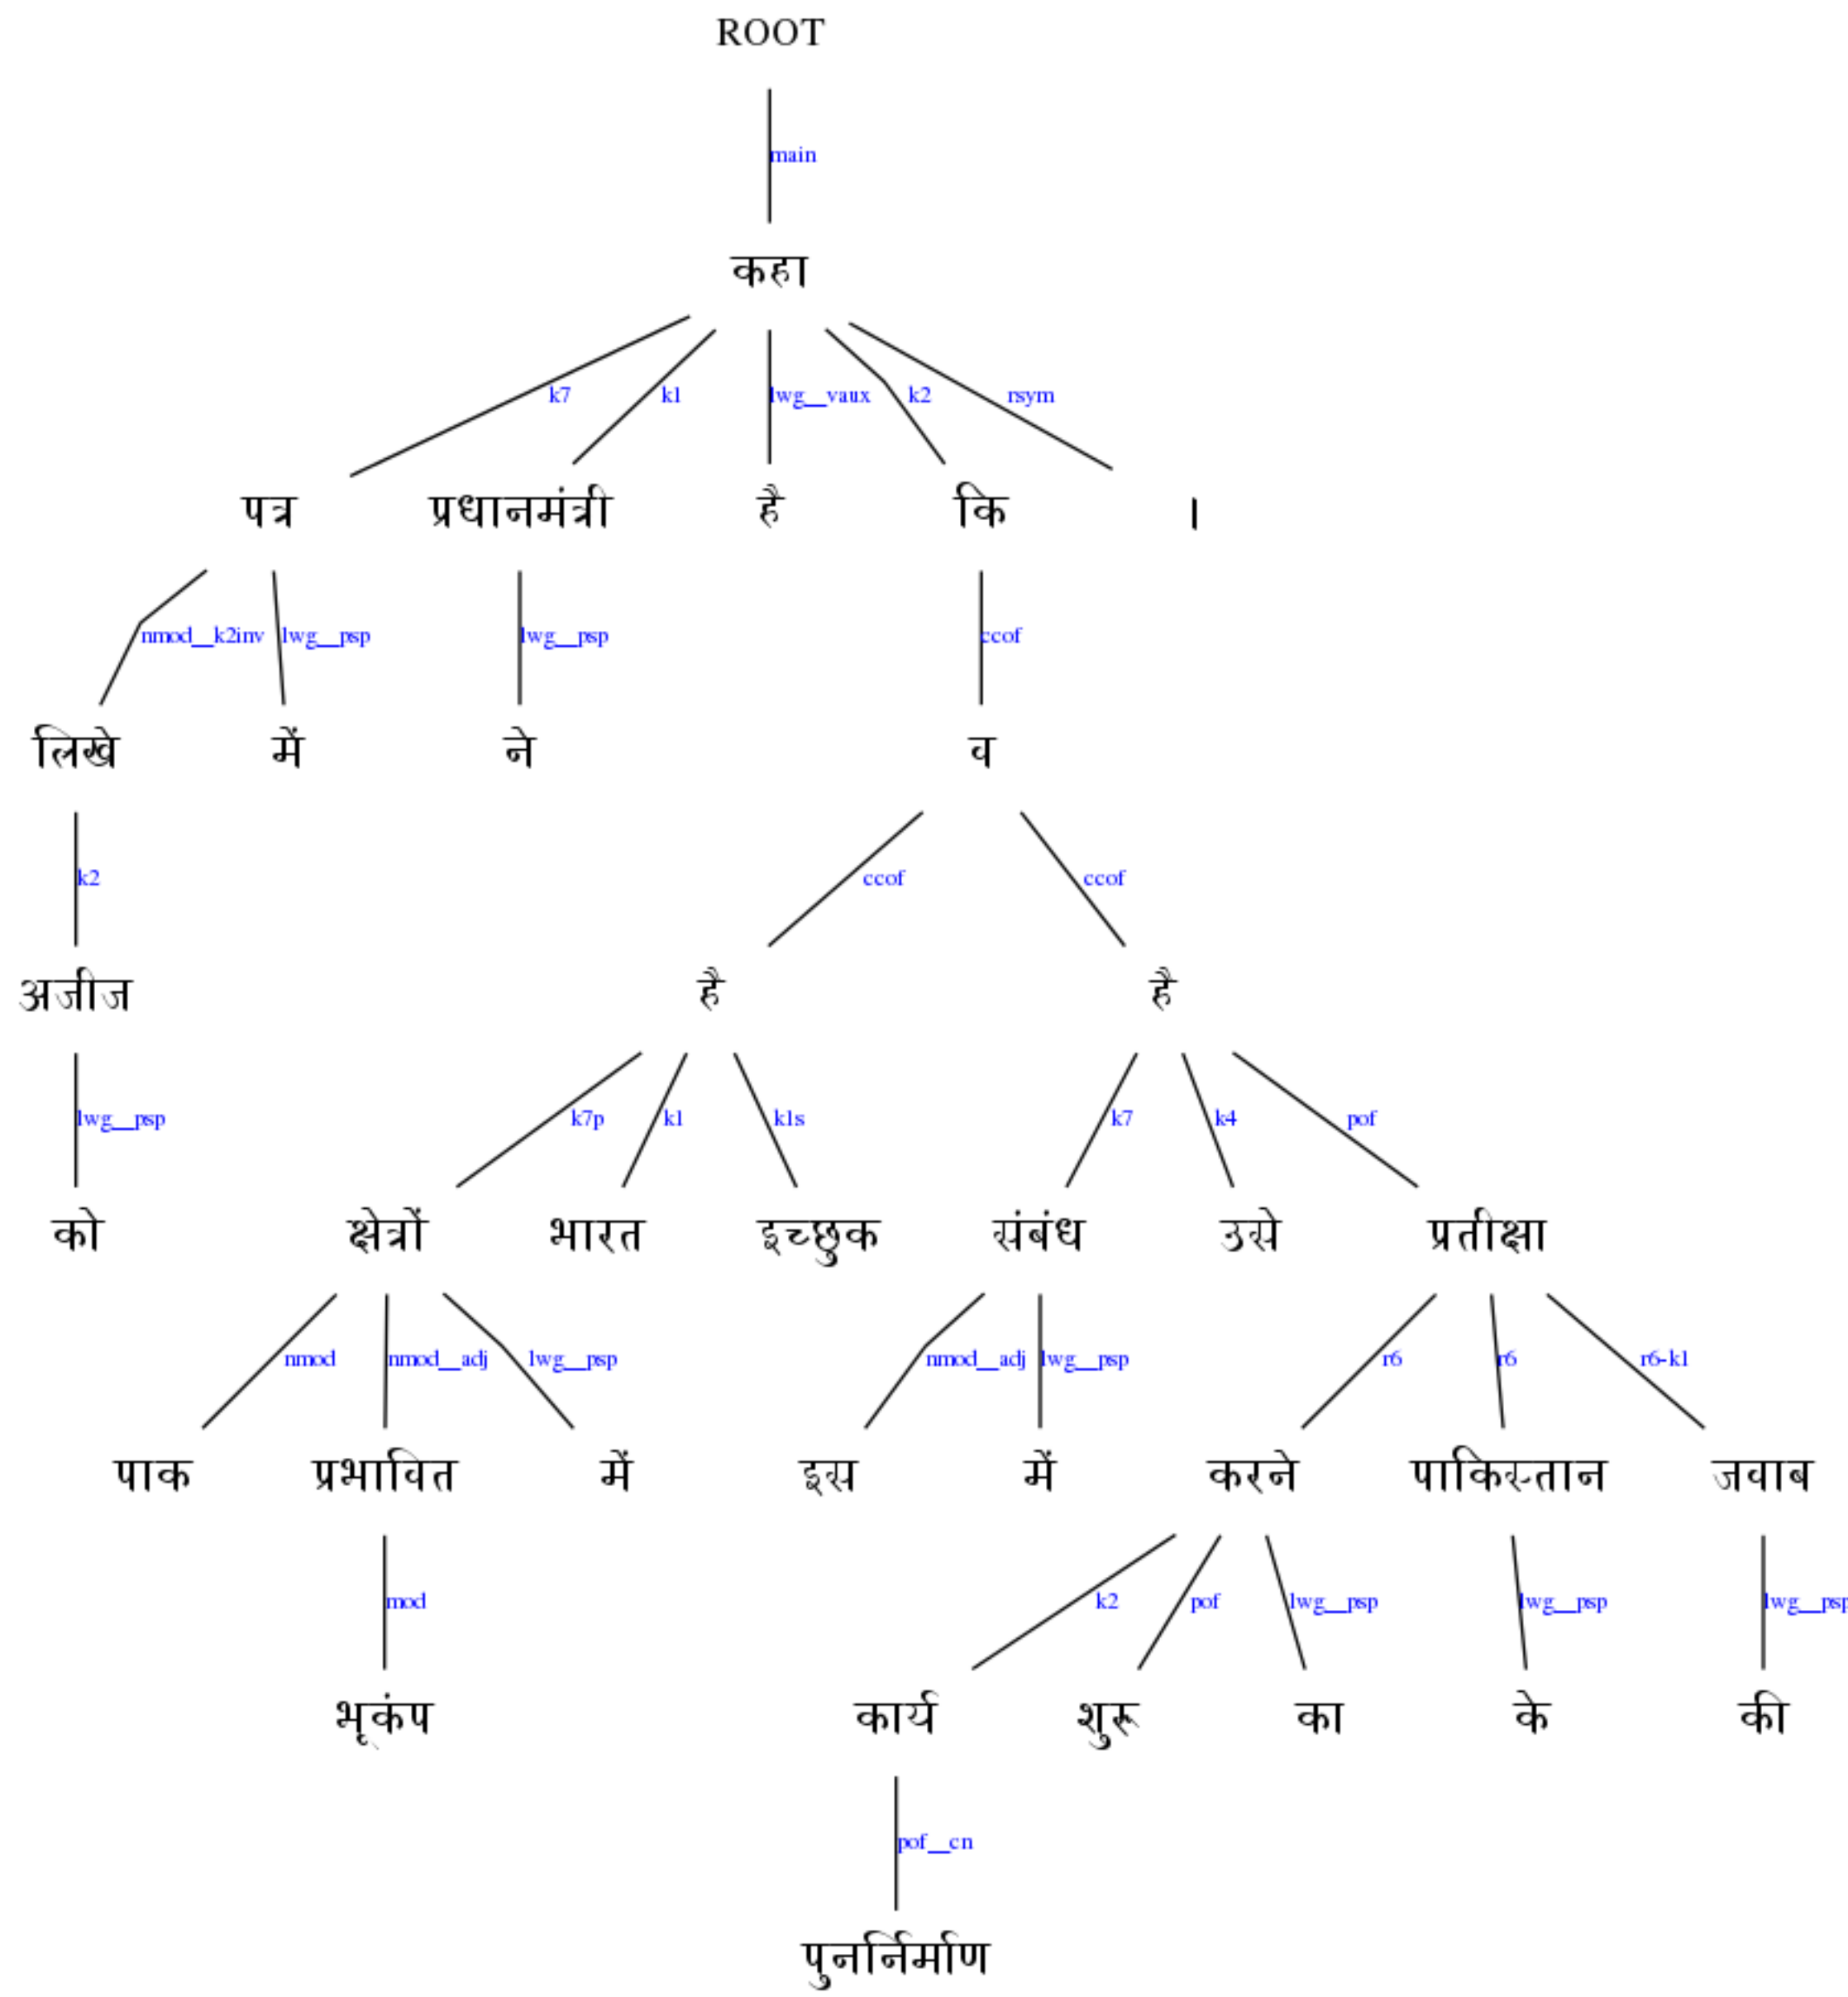 ROOT
main
कहा
k7 k1 lwg__vaux k2 rsym
पत्र प्रधानमंत्री है कि ।
nmod__k2inv lwg__psp lwg__psp ccof
लिखे में ने व
k2 ccof ccof
अजीज है है
lwg__psp k7p k1 k1s k7 k4 pof
को क्षेत्रों भारत इच्छुक संबंध उसे प्रतीक्षा
nmod nmod__adj lwg__psp nmod__adj lwg__psp r6 r6 r6-k1
पाक प्रभावित में इस में करने पाकिस्तान जवाब
mod k2 pof lwg__psp lwg__psp lwg__psp
भूकंप कार्य शुरू का के की
pof__cn
पुनर्निर्माण